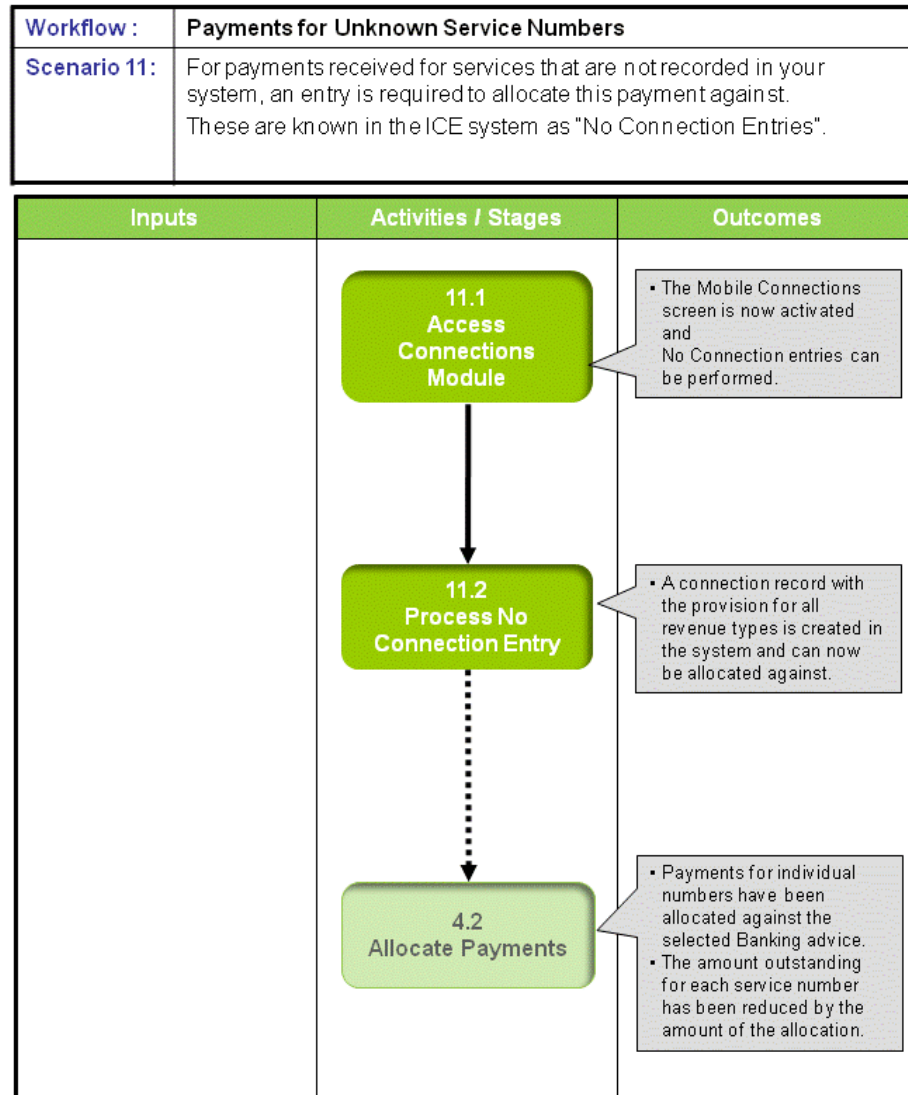 Workflow :
Payments for Unknown Service Numbers
Scenario 11:
For payments received for services that are not recorded in your
system, an entry is required to allocate this payment against.
These are known in the ICE system as "No Connection Entries".
Inputs
Activities / Stages
Outcomes
11.1
Access
Connections
Module
▪ The Mobile Connections
screen is now activated
and
No Connection entries can
be performed.
11.2
Process No
Connection Entry
▪ A connection record with
the provision for all
revenue types is created in
the system and can now
be allocated against.
4.2
Allocate Payments
▪ Payments for individual
numbers have been
allocated against the
selected Banking advice.
▪ The amount outstanding
for each service number
has been reduced by the
amount of the allocation.